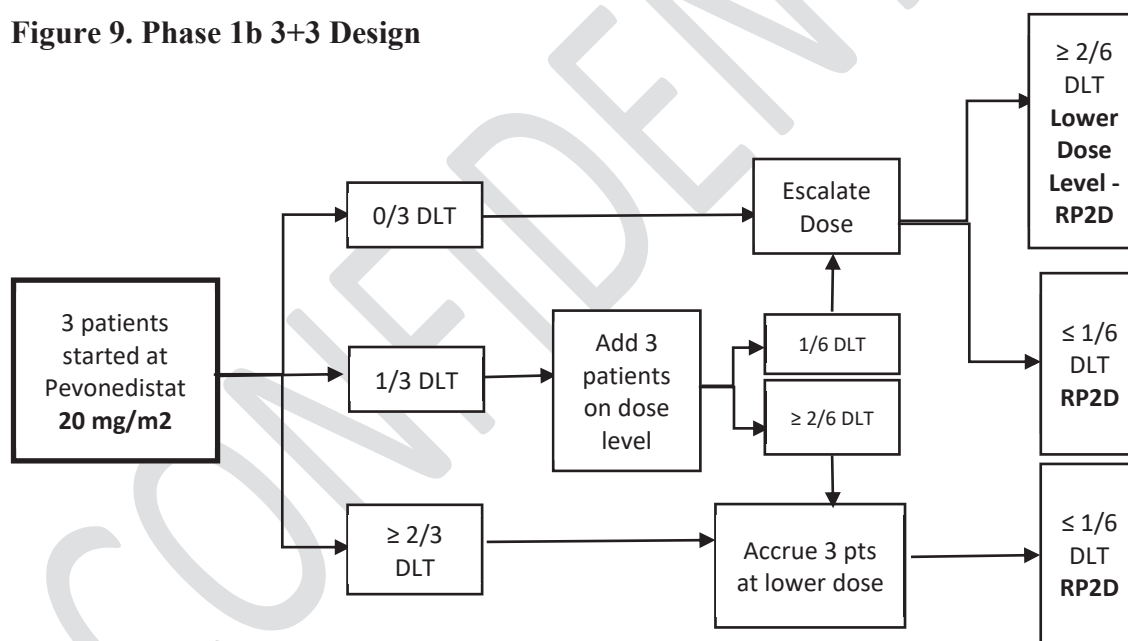 Figure 9. Phase 1b 3+3 Design
3 patients
started at
Pevonedistat
20 mg/m2
0/3 DLT
1/3 DLT
≥ 2/3
DLT
Add 3
patients
on dose
level
1/6 DLT
≥ 2/6 DLT
Escalate
Dose
Accrue 3 pts
at lower dose
≥ 2/6
DLT
Lower
Dose
Level -
RP2D
≤ 1/6
DLT
RP2D
≤ 1/6
DLT
RP2D
CONFIDEN